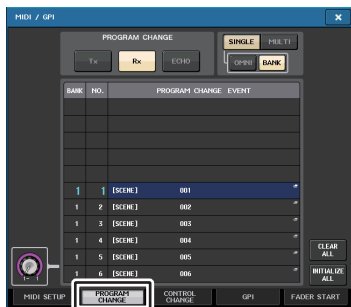 MIDI / GPI
PROGRAM CHANGE
Tx Rx ECHO
SINGLE MULTI
OMNI BANK
BANK NO. PROGRAM CHANGE EVENT
1 1 [SCENE] 001
1 2 [SCENE] 002
1 3 [SCENE] 003
1 4 [SCENE] 004
1 5 [SCENE] 005
1 6 [SCENE] 006
CLEAR ALL
INITIALIZE ALL
MIDI SETUP
PROGRAM CHANGE
CONTROL CHANGE
GPI
FADER START